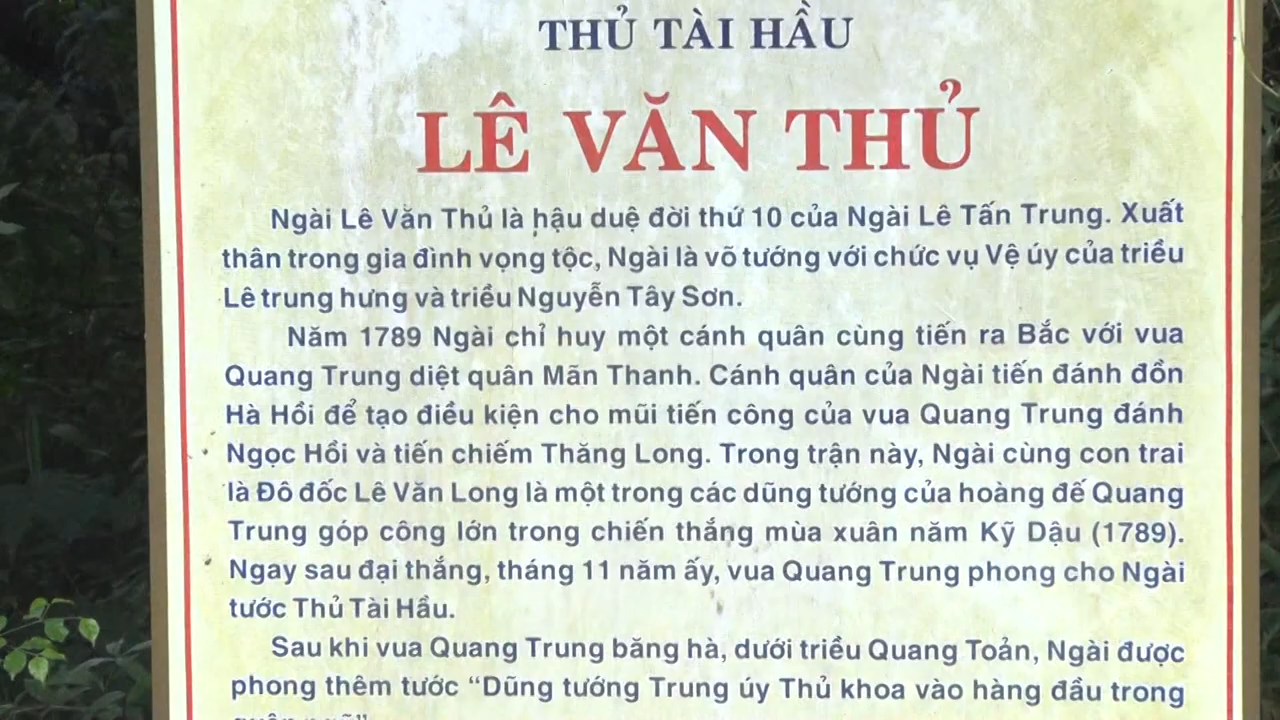 THỦ TÀI HẦU
LÊ VĂN THỦ
Ngài Lê Văn Thủ là hậu duệ đời thứ 10 của Ngài Lê Tấn Trung. Xuất
thân trong gia đình vọng tộc, Ngài là võ tướng với chức vụ Vệ úy của triều
Lê trung hưng và triều Nguyễn Tây Sơn.
Năm 1789 Ngài chỉ huy một cánh quân cùng tiến ra Bắc với vua
Quang Trung diệt quân Mãn Thanh. Cánh quân của Ngài tiến đánh đồn
Hà Hồi để tạo điều kiện cho mũi tiến công của vua Quang Trung đánh
Ngọc Hồi và tiến chiếm Thăng Long. Trong trận này, Ngài cùng con trai
là Đô đốc Lê Văn Long là một trong các dũng tướng của hoàng đế Quang
Trung góp công lớn trong chiến thắng mùa xuân năm Kỹ Dậu (1789).
Ngay sau đại thắng, tháng 11 năm ấy, vua Quang Trung phong cho Ngài
tước Thủ Tài Hầu.
Sau khi vua Quang Trung băng hà, dưới triều Quang Toản, Ngài được
phong thêm tước “Dũng tướng Trung úy Thủ khoa vào hàng đầu trong